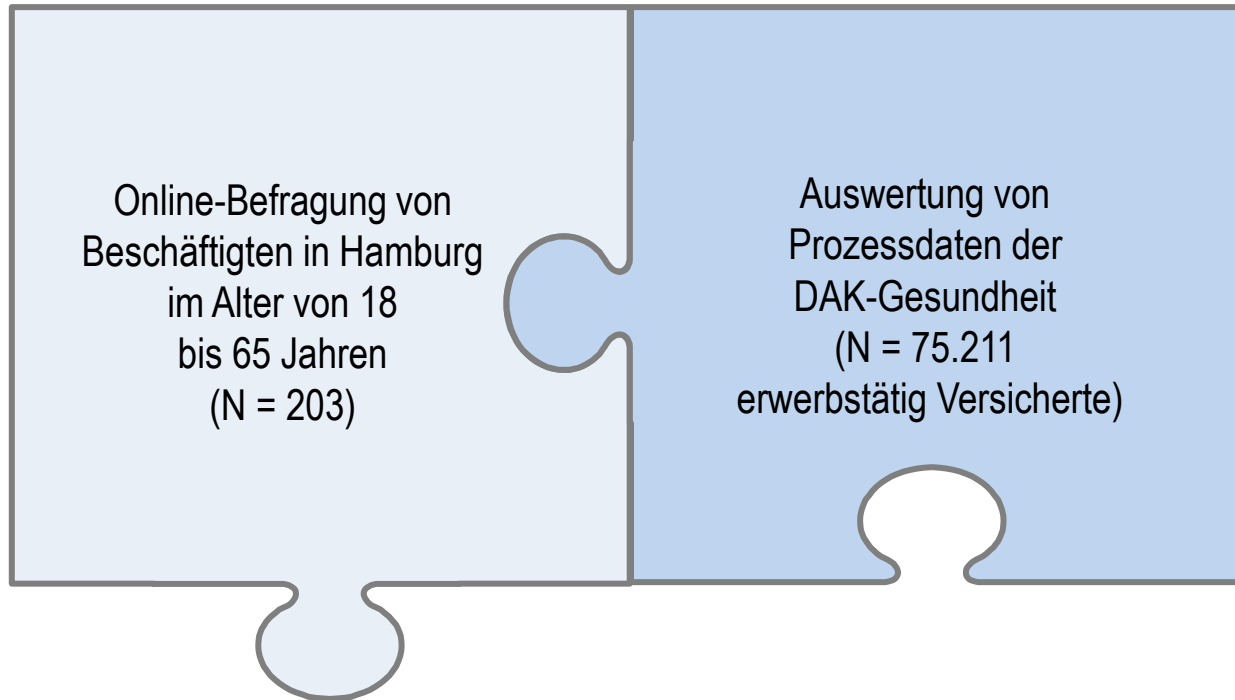 Online-Befragung von
Beschäftigten in Hamburg
im Alter von 18
bis 65 Jahren
(N = 203)
Auswertung von
Prozessdaten der
DAK-Gesundheit
(N = 75.211
erwerbstätig Versicherte)